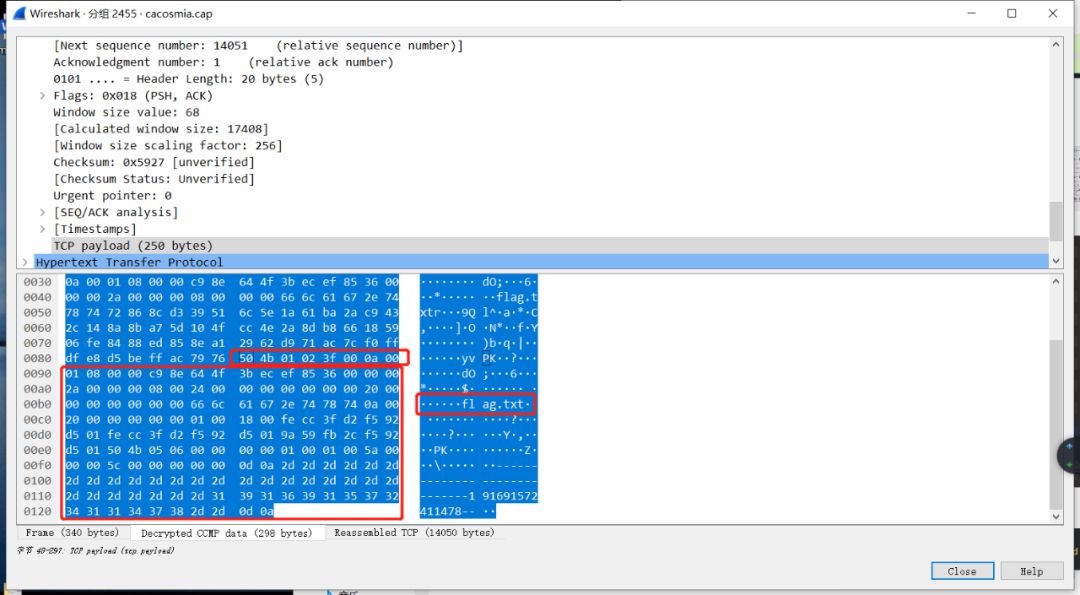 Wireshark · 分组 2455 · cacosmia.cap
[Next sequence number: 14051    (relative sequence number)]
Acknowledgment number: 1    (relative ack number)
0101 .... = Header Length: 20 bytes (5)
Flags: 0x018 (PSH, ACK)
Window size value: 68
[Calculated window size: 17408]
[Window size scaling factor: 256]
Checksum: 0x5927 [unverified]
[Checksum Status: Unverified]
Urgent pointer: 0
[SEQ/ACK analysis]
[Timestamps]
TCP payload (250 bytes)
Hypertext Transfer Protocol
0030 0a 00 01 08 00 00 c9 8e 64 4f 3b ec ef 85 36 00 ········ dO;···6·
0040 00 00 2a 00 00 00 08 00 00 00 66 6c 61 67 2e 74 ··*····· ··flag.t
0050 78 74 72 86 8c d3 39 51 6c 5e 1a 61 ba 2a c9 43 xtr···9Q l^·a·*·C
0060 2c 14 8a 8b a7 5d 10 4f cc 4e 2a 8d b8 66 18 59 ,····]·O ·N*··f·Y
0070 06 fe 84 88 ed 85 8e a1 29 62 d9 71 ac 7c f0 ff ········ )b·q·|··
0080 df e8 d5 be ff ac 79 76 50 4b 01 02 3f 00 0a 00 ······yv PK··?···
0090 01 08 00 00 c9 8e 64 4f 3b ec ef 85 36 00 00 00 ······dO ;···6···
00a0 2a 00 00 00 08 00 24 00 00 00 00 00 00 00 20 00 *·····$· ······ ·
00b0 00 00 00 00 00 00 66 6c 61 67 2e 74 78 74 0a 00 ······fl ag.txt··
00c0 20 00 00 00 00 00 01 00 18 00 fe cc 3f d2 f5 92 ······· ····?···
00d0 d5 01 fe cc 3f d2 f5 92 d5 01 9a 59 fb 2c f5 92 ····?··· ···Y·,··
00e0 d5 01 50 4b 05 06 00 00 00 00 01 00 01 00 5a 00 ··PK···· ······Z·
00f0 00 00 5c 00 00 00 00 00 0d 0a 2d 2d 2d 2d 2d 2d ··\····· ··------
0100 2d 2d 2d 2d 2d 2d 2d 2d 2d 2d 2d 2d 2d 2d 2d 2d -------- --------
0110 2d 2d 2d 2d 2d 2d 2d 31 39 31 36 39 31 35 37 32 -------1 91691572
0120 34 31 31 34 37 38 2d 2d 0d 0a 411478-- ··
Frame (340 bytes) Decrypted CCMP data (298 bytes) Reassembled TCP (14050 bytes)
字节 48-297: TCP payload (tcp.payload)
Close Help